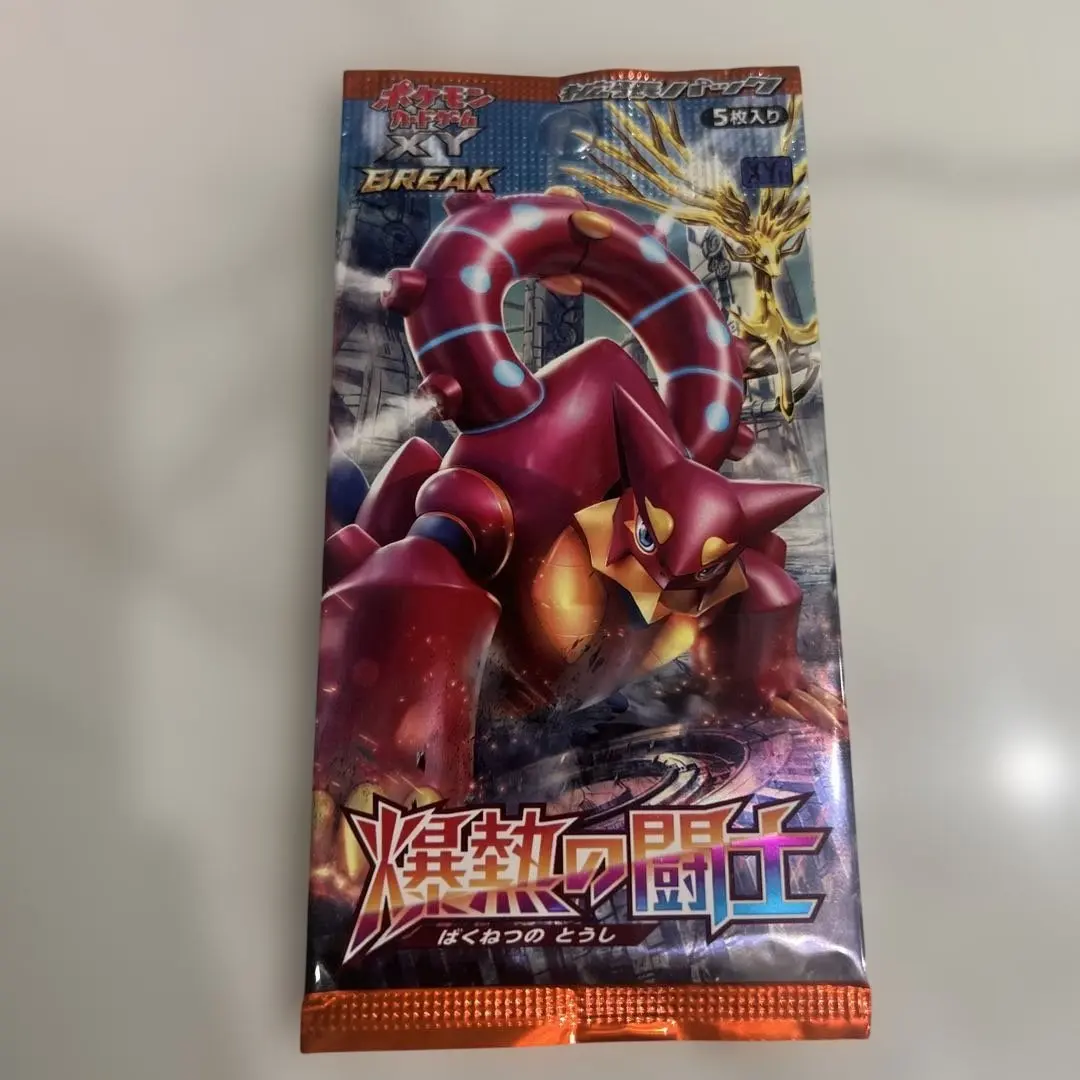 ポケモン
カードゲーム
XY
BREAK
拡張パック
5枚入り
爆熱の闘士
ばくねつの とうし